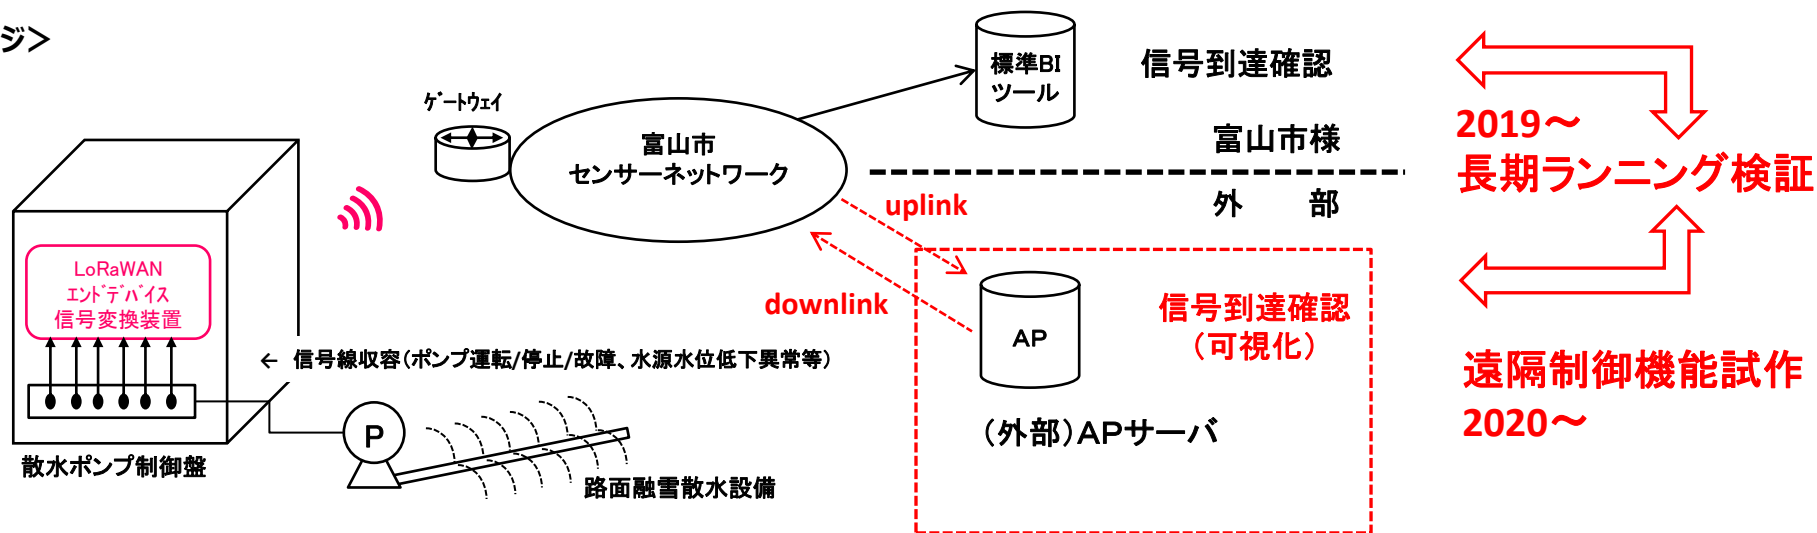 ジ＞
標準BI
ツール
信号到達確認
ｹﾞｰﾄｳｪｲ
富山市
センサーネットワーク
富山市様
外　部
2019～
長期ランニング検証
uplink
downlink
LoRaWAN
ｴﾝﾄﾞﾃﾞﾊﾞｲｽ
信号変換装置
AP
信号到達確認
（可視化）
← 信号線収容（ポンプ運転/停止/故障、水源水位低下異常等）
遠隔制御機能試作
2020～
P
（外部）APサーバ
散水ポンプ制御盤
路面融雪散水設備